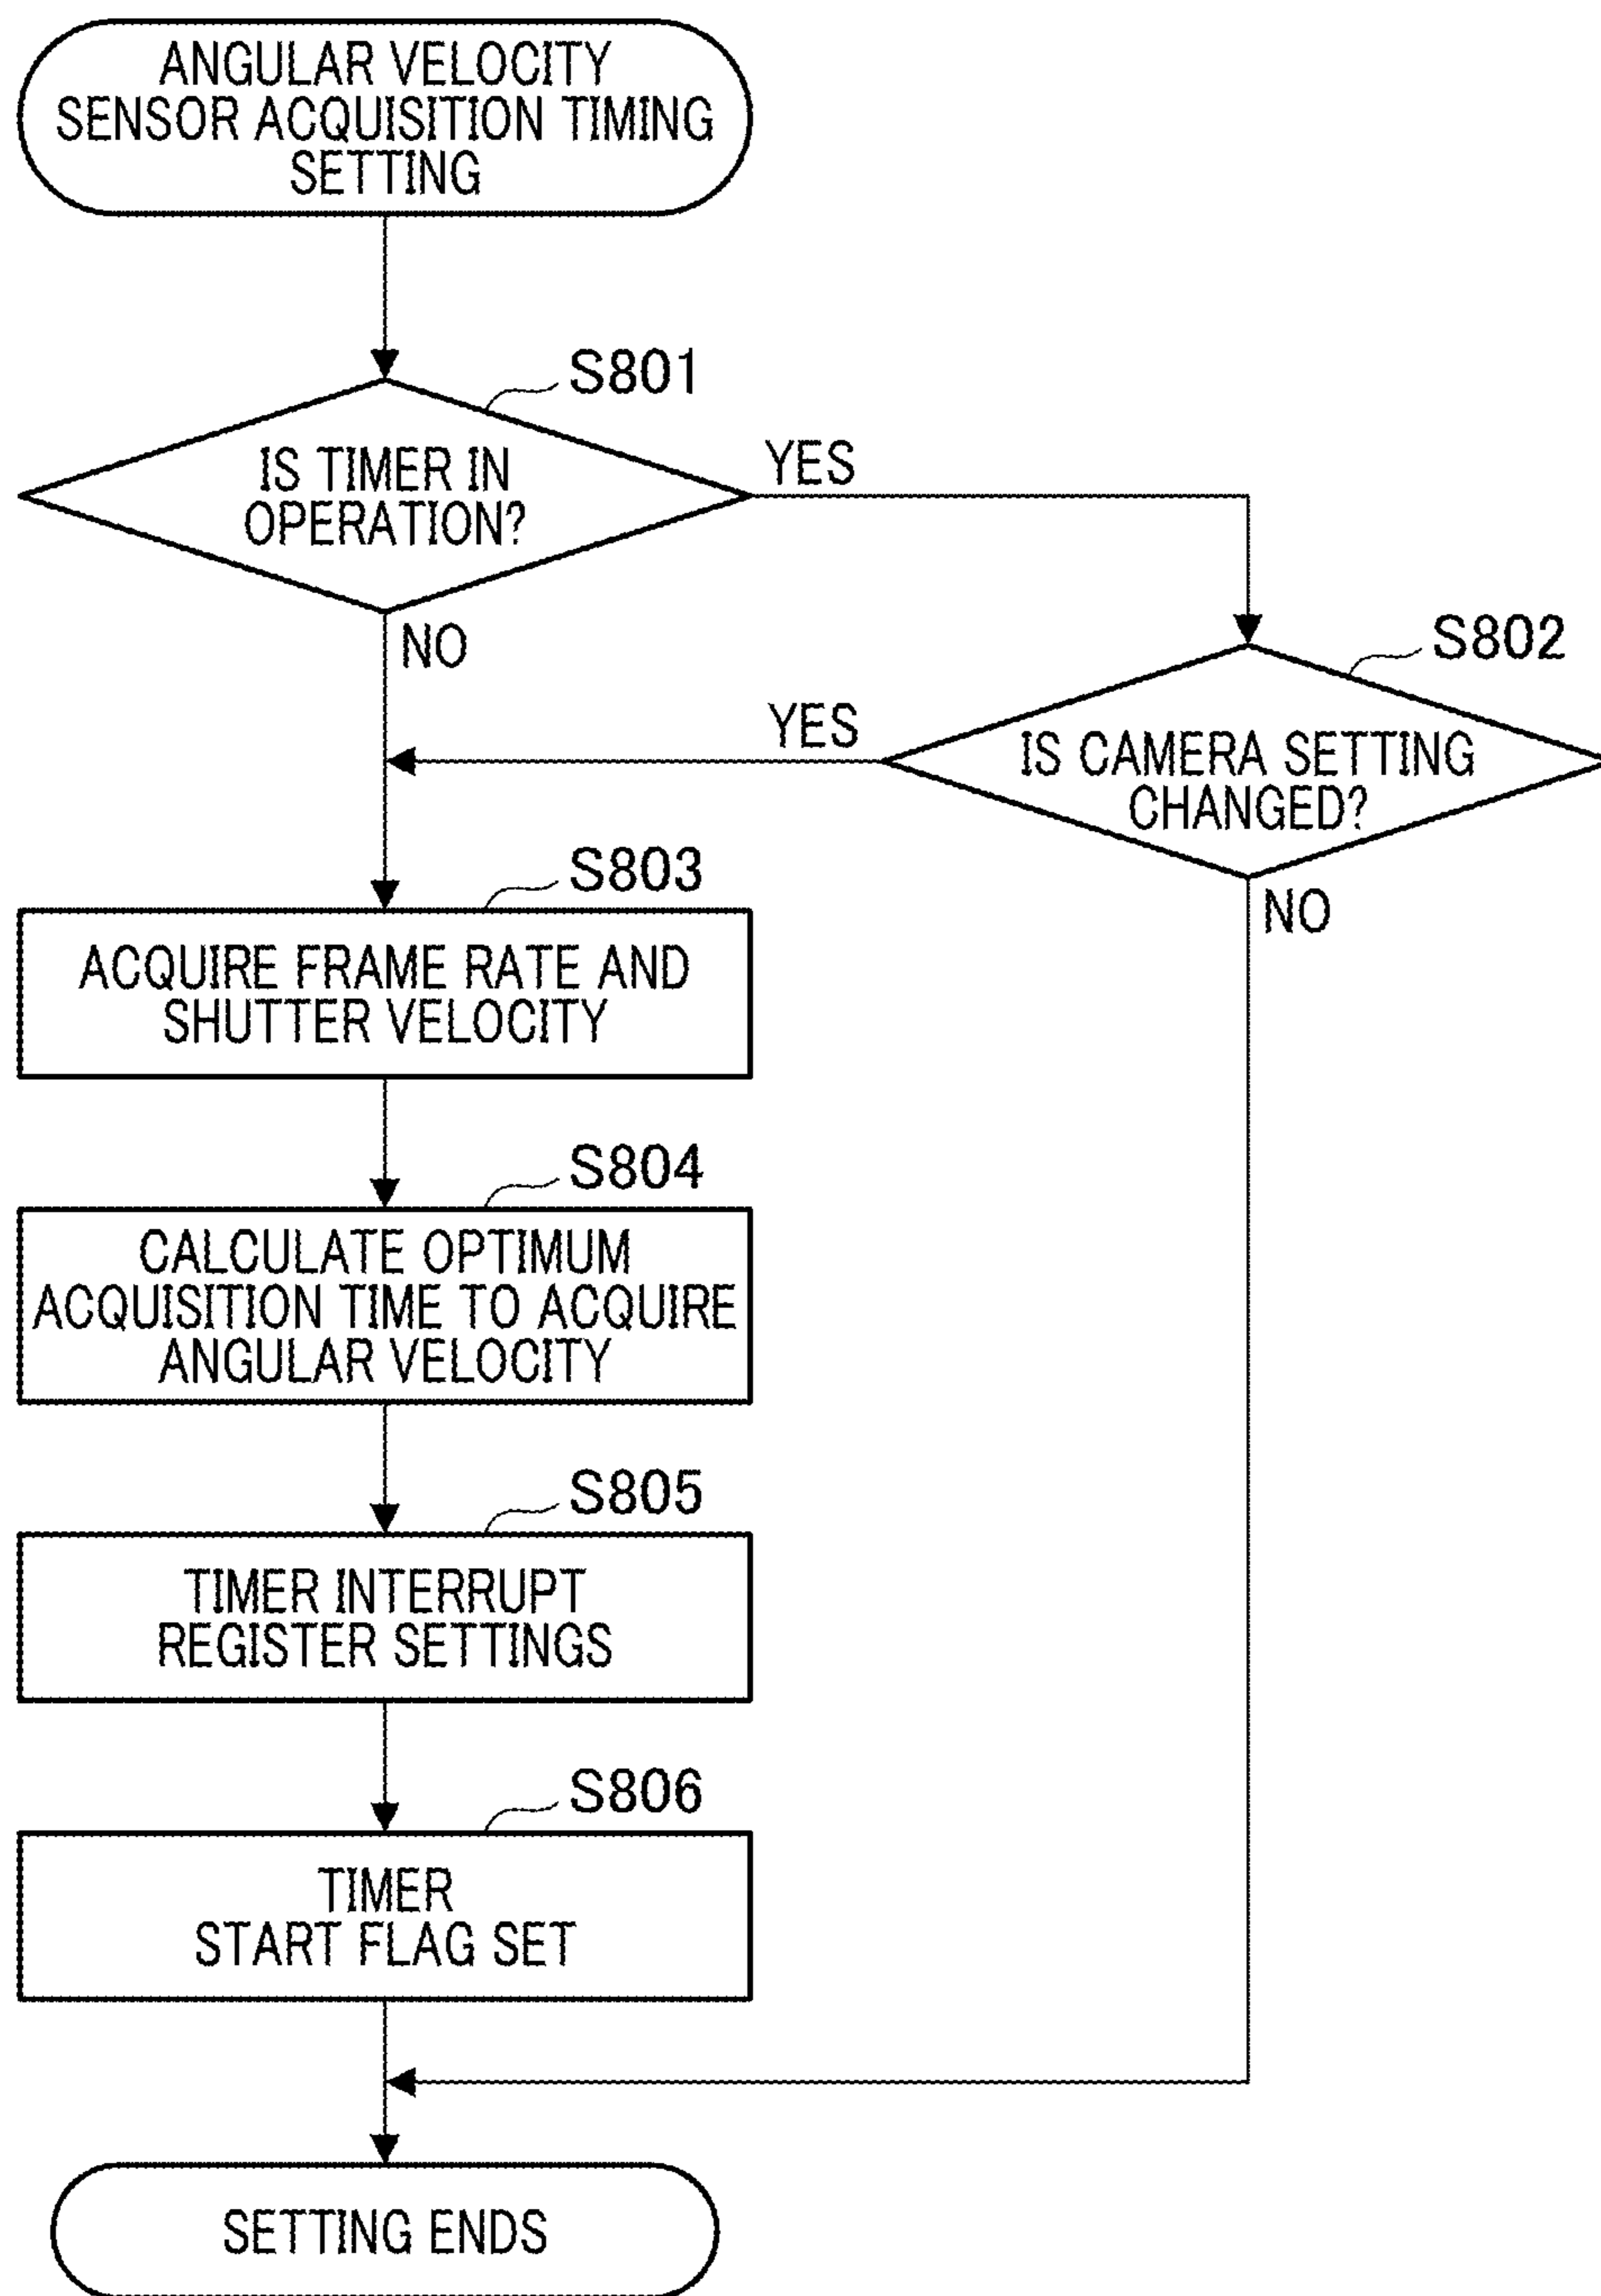 ANGULAR VELOCITY
SENSOR ACQUISITION TIMING
SETTING
S801
IS TIMER IN
OPERATION?
YES
NO
S802
IS CAMERA SETTING
CHANGED?
YES
NO
S803
ACQUIRE FRAME RATE AND
SHUTTER VELOCITY
S804
CALCULATE OPTIMUM
ACQUISITION TIME TO ACQUIRE
ANGULAR VELOCITY
S805
TIMER INTERRUPT
REGISTER SETTINGS
S806
TIMER
START FLAG SET
SETTING ENDS